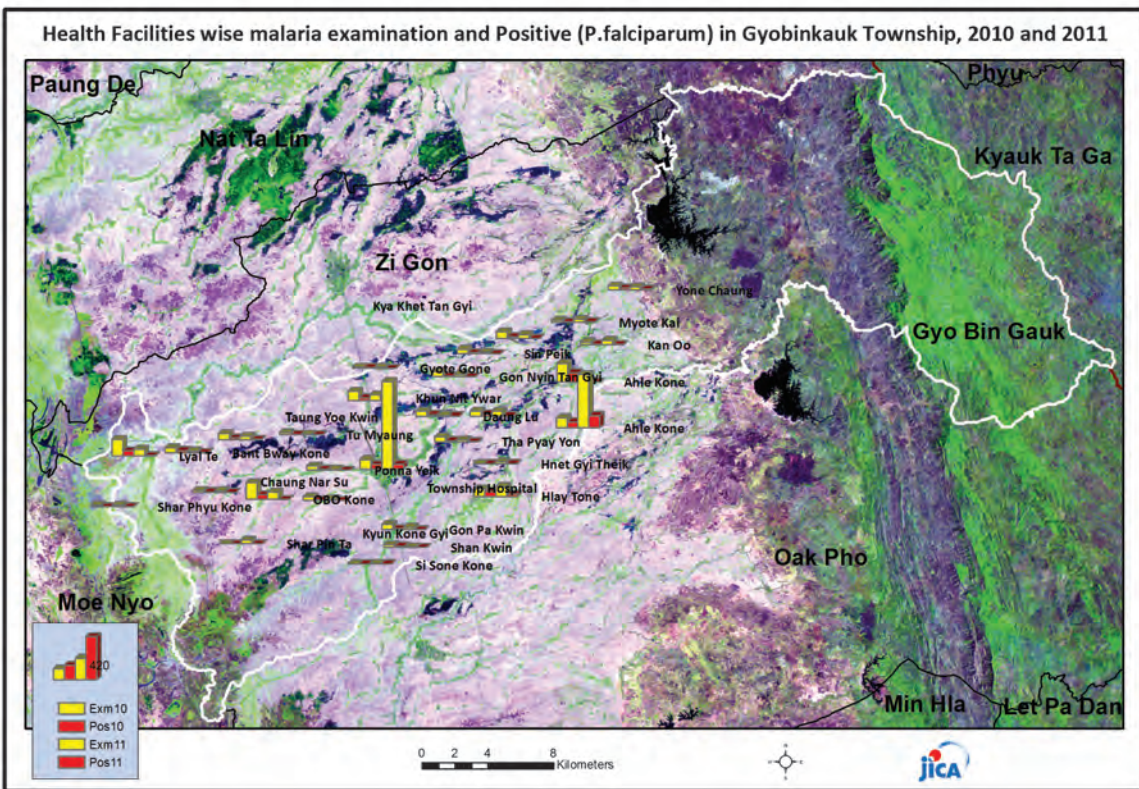 Health Facilities wise malaria examination and Positive (P.falciparum) in Gyobinkauk Township, 2010 and 2011
Paung De
Phyu
Nat Ta Lin
Kyauk Ta Ga
Zi Gon
Yone Chaung
Kya Khet Tan Gyi
Myote Kal
Gyo Bin Gauk
Kan Oo
Sin Peik
Gyote Gone
Gon Nyin Tan Gyi
Ahle Kone
Khun Nit Ywar
Taung Yoe Kwin
Daung Lu
Ahle Kone
Tu Myaung
Tha Pyay Yon
Lyal Te
Bant Bway Kone
Hnet Gyi Theik
Ponna Yeik
Chaung Nar Su
Township Hospital
Hlay Tone
OBO Kone
Shar Phyu Kone
Kyun Kone Gyi
Gon Pa Kwin
Shar Pin Ta
Shan Kwin
Si Sone Kone
Oak Pho
Moe Nyo
Min Hla
Let Pa Dan
420
Exm10
Pos10
Exm11
Pos11
0 2 4 8
Kilometers
jICA